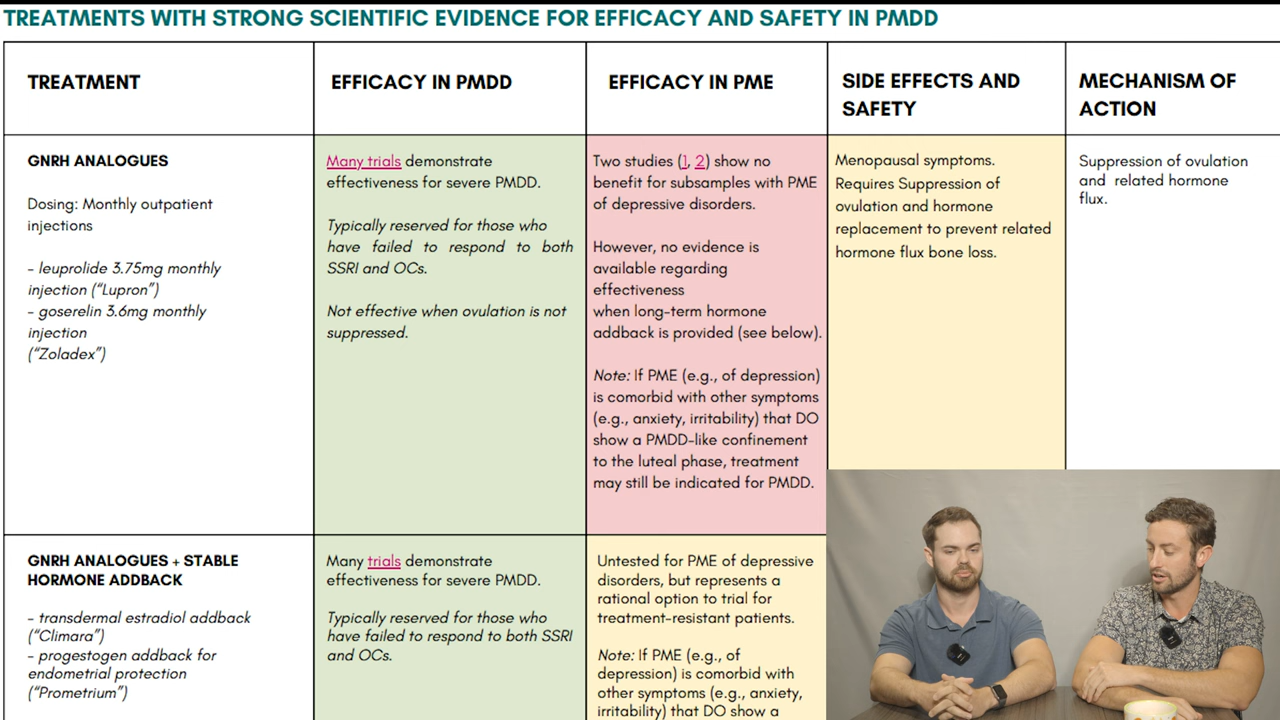 TREATMENTS WITH STRONG SCIENTIFIC EVIDENCE FOR EFFICACY AND SAFETY IN PMDD
TREATMENT
EFFICACY IN PMDD
EFFICACY IN PME
SIDE EFFECTS AND
SAFETY
MECHANISM OF
ACTION
GNRH ANALOGUES
Dosing: Monthly outpatient
injections
- leuprolide 3.75mg monthly
injection ("Lupron")
- goserelin 3.6mg monthly
injection
("Zoladex")
Many trials demonstrate
effectiveness for severe PMDD.
Typically reserved for those who
have failed to respond to both
SSRI and OCs.
Not effective when ovulation is not
suppressed.
Two studies (1, 2) show no
benefit for subsamples with PME
of depressive disorders.
However, no evidence is
available regarding
effectiveness
when long-term hormone
addback is provided (see below).
Note: If PME (e.g., of depression)
is comorbid with other symptoms
(e.g., anxiety, irritability) that DO
show a PMDD-like confinement
to the luteal phase, treatment
may still be indicated for PMDD.
Menopausal symptoms.
Requires Suppression of
ovulation and hormone
replacement to prevent related
hormone flux bone loss.
Suppression of ovulation
and related hormone
flux.
GNRH ANALOGUES + STABLE
HORMONE ADDBACK
- transdermal estradiol addback
("Climara")
- progestogen addback for
endometrial protection
("Prometrium")
Many trials demonstrate
effectiveness for severe PMDD.
Typically reserved for those who
have failed to respond to both SSRI
and OCs.
Untested for PME of depressive
disorders, but represents a
rational option to trial for
treatment-resistant patients.
Note: If PME (e.g., of
depression) is comorbid with
other symptoms (e.g., anxiety,
irritability) that DO show a